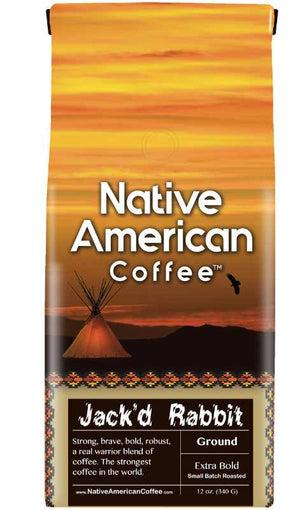 Native
American
Coffee™
Jack'd Rabbit
Strong, brave, bold, robust,
a real warrior blend of
coffee. The strongest
coffee in the world.
www.NativeAmericanCoffee.com
Ground
Extra Bold
Small Batch Roasted
12 oz. (340 G)